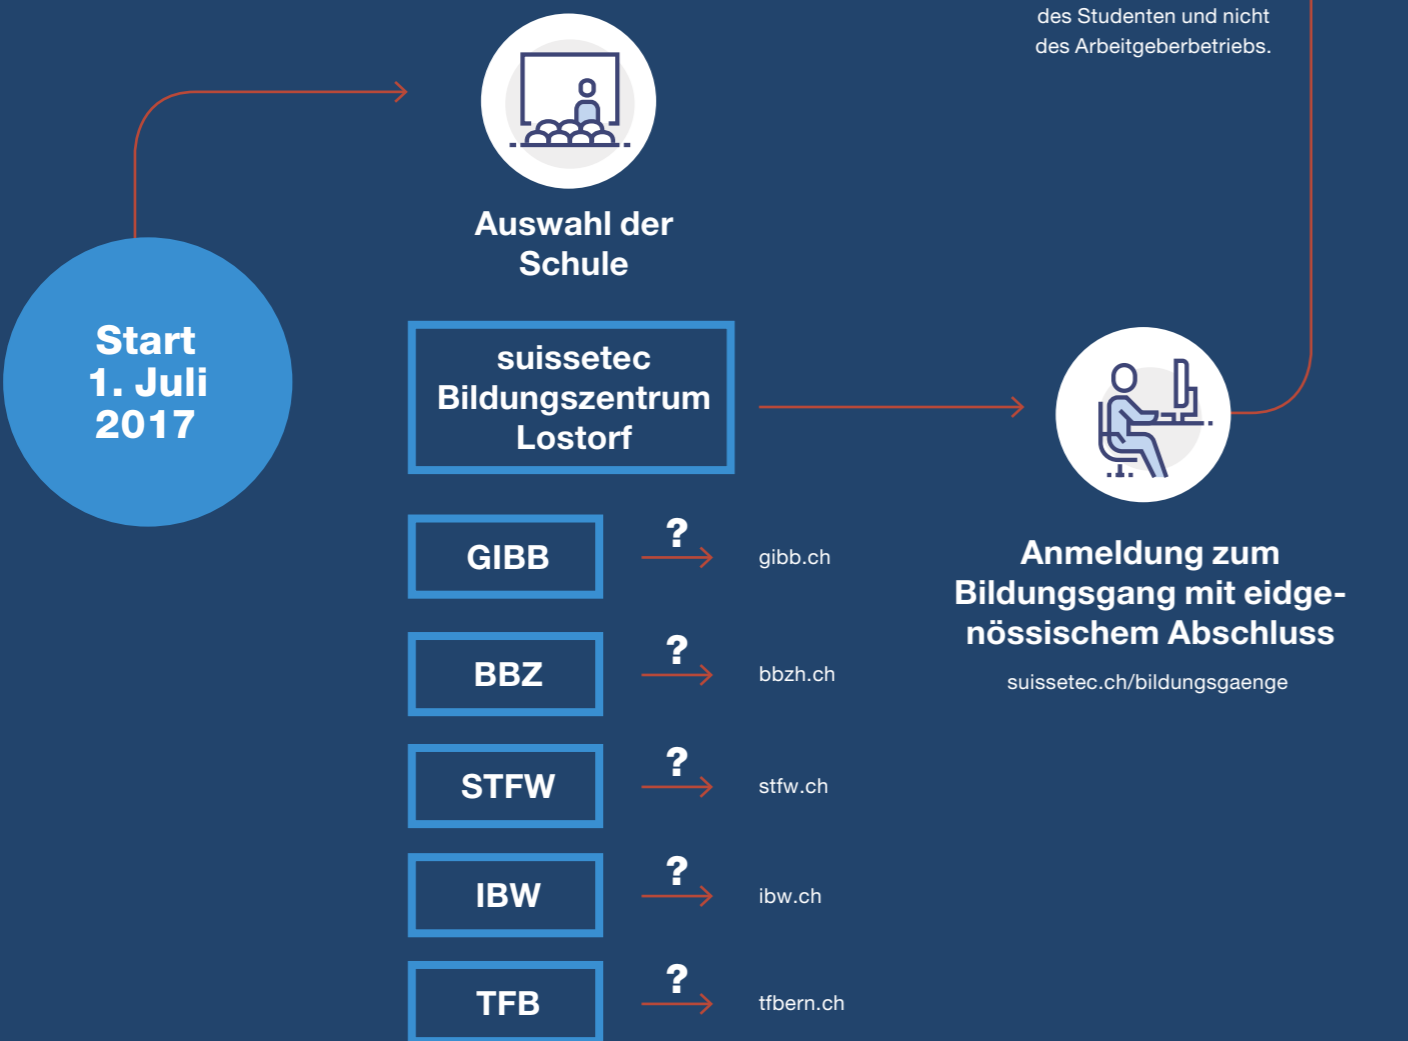 des Studenten und nicht
des Arbeitgeberbetriebs.
Start
1. Juli
2017
Auswahl der
Schule
suissetec
Bildungszentrum
Lostorf
GIBB
?
gibb.ch
BBZ
?
bbzh.ch
STFW
?
stfw.ch
IBW
?
ibw.ch
TFB
?
tfbern.ch
Anmeldung zum
Bildungsgang mit eidge-
nössischem Abschluss
suissetec.ch/bildungsgaenge